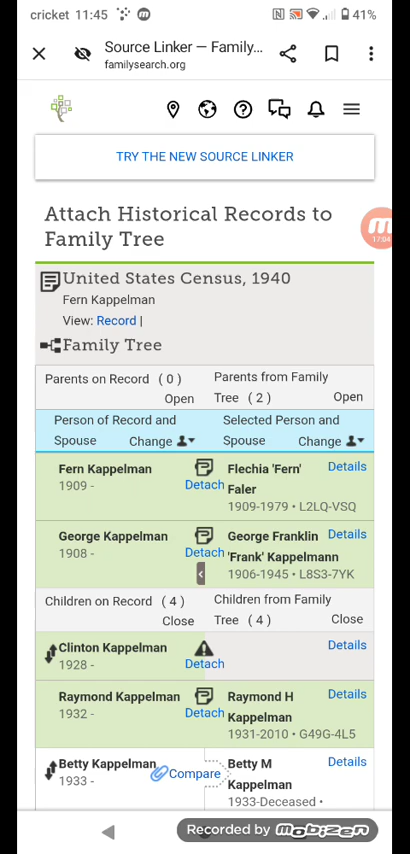 cricket 11:45 41%
Source Linker — Family...
familysearch.org
TRY THE NEW SOURCE LINKER
Attach Historical Records to
Family Tree
17:04
United States Census, 1940
Fern Kappelman
View: Record |
Family Tree
Parents on Record ( 0 ) Open
Parents from Family
Tree ( 2 ) Open
Person of Record and
Spouse Change
Selected Person and
Spouse Change
Fern Kappelman
1909 -
Detach
Flechia 'Fern' Details
Faler
1909-1979 • L2LQ-VSQ
George Kappelman
1908 -
Detach
George Franklin Details
'Frank' Kappelmann
1906-1945 • L8S3-7YK
Children on Record ( 4 )
Close
Children from Family
Tree ( 4 ) Close
Clinton Kappelman
1928 -
Detach
Details
Raymond Kappelman
1932 -
Detach
Raymond H Details
Kappelman
1931-2010 • G49G-4L5
Betty Kappelman
1933 -
Compare
Betty M Details
Kappelman
1933-Deceased •
Recorded by mobizen